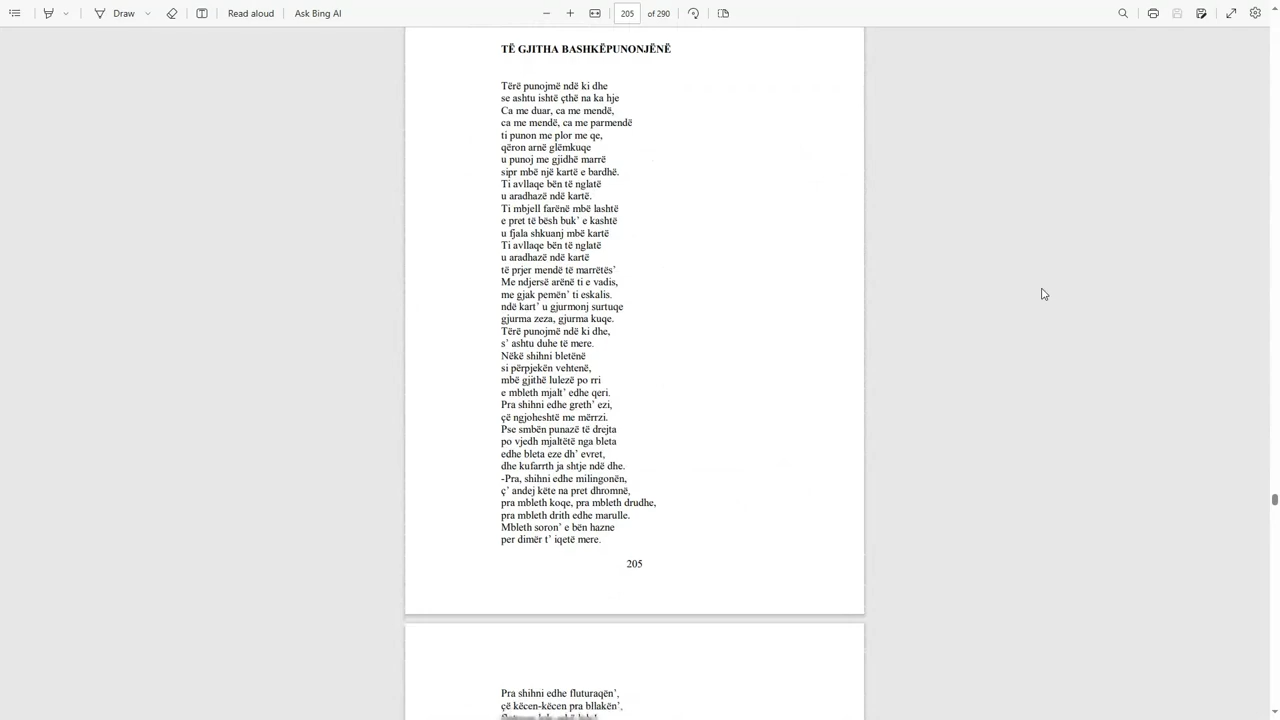 Draw
Read aloud
Ask Bing AI
205 of 290
TË GJITHA BASHKËPUNONJËNË
Tërë punojmë ndë ki dhe
se ashtu ishtë çthë na ka hje
Ca me duar, ca me mendë,
ca me mendë, ca me parmendë
ti punon me plor me qe,
qëron arnë glëmkuqe
u punoj me gjidhë marrë
sipr mbë një kartë e bardhë.
Ti avllaqe bën të nglatë
u aradhazë ndë kartë.
Ti mbjell farënë mbë lashtë
e pret të bësh buk’ e kashtë
u fjala shkuanj mbë kartë
Ti avllaqe bën të nglatë
u aradhazë ndë kartë
të prjer mendë të marrëtës’
Me ndjersë arënë ti e vadis,
me gjak pemën’ ti eskalis.
ndë kart’ u gjurmonj surtuqe
gjurma zeza, gjurma kuqe.
Tërë punojmë ndë ki dhe,
s’ ashtu duhe të mere.
Nëkë shihni bletënë
si përpjekën vehtenë,
mbë gjithë lulezë po rri
e mbleth mjalt’ edhe qeri.
Pra shihni edhe greth’ ezi,
çë ngjoheshtë me mërrzi.
Pse smbën punazë të drejta
po vjedh mjaltëtë nga bleta
edhe bleta eze dh’ evret,
dhe kufarrth ja shtje ndë dhe.
-Pra, shihni edhe milingonën,
ç’ andej këte na pret dhromnë,
pra mbleth koqe, pra mbleth drudhe,
pra mbleth drith edhe marulle.
Mbleth soron’ e bën hazne
per dimër t’ iqetë mere.
205
Pra shihni edhe fluturaqën’,
çë këcen-këcen pra bllakën’,